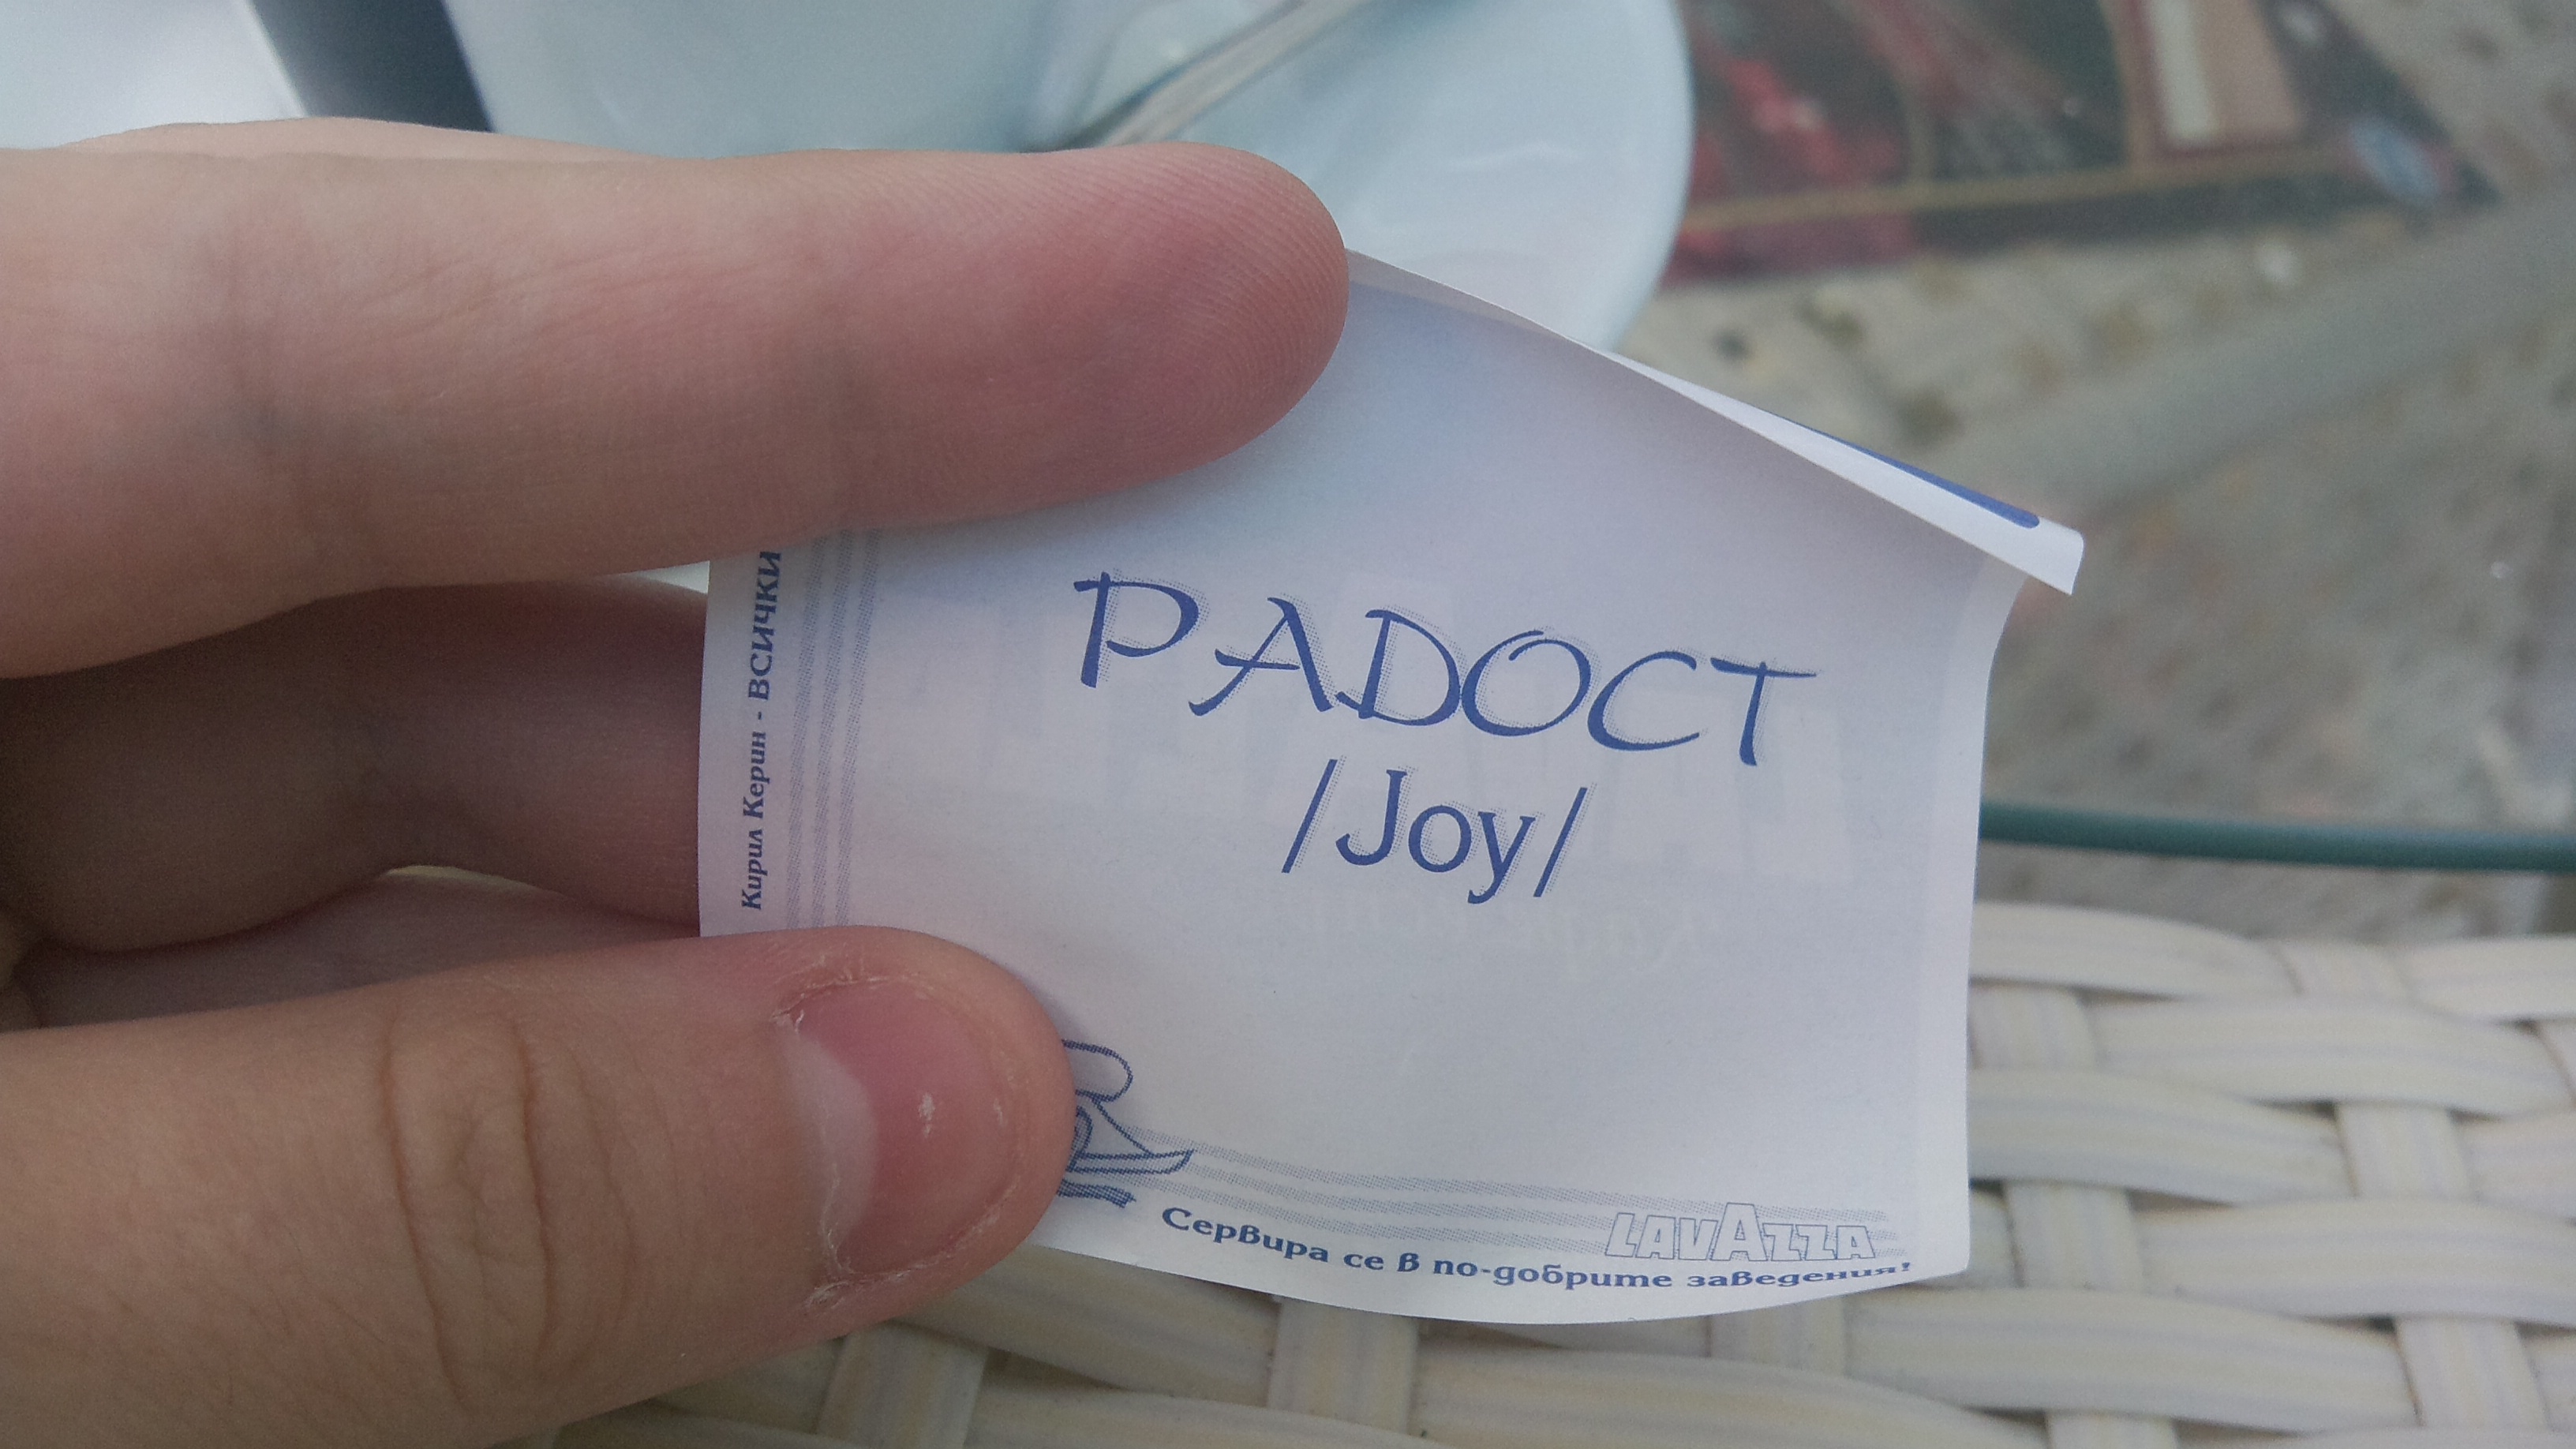 Кирил Керин - ВСИЧКИ
РАДОСТ
/Joy/
LAVAZZA
Сервира се в по-добрите заведения!